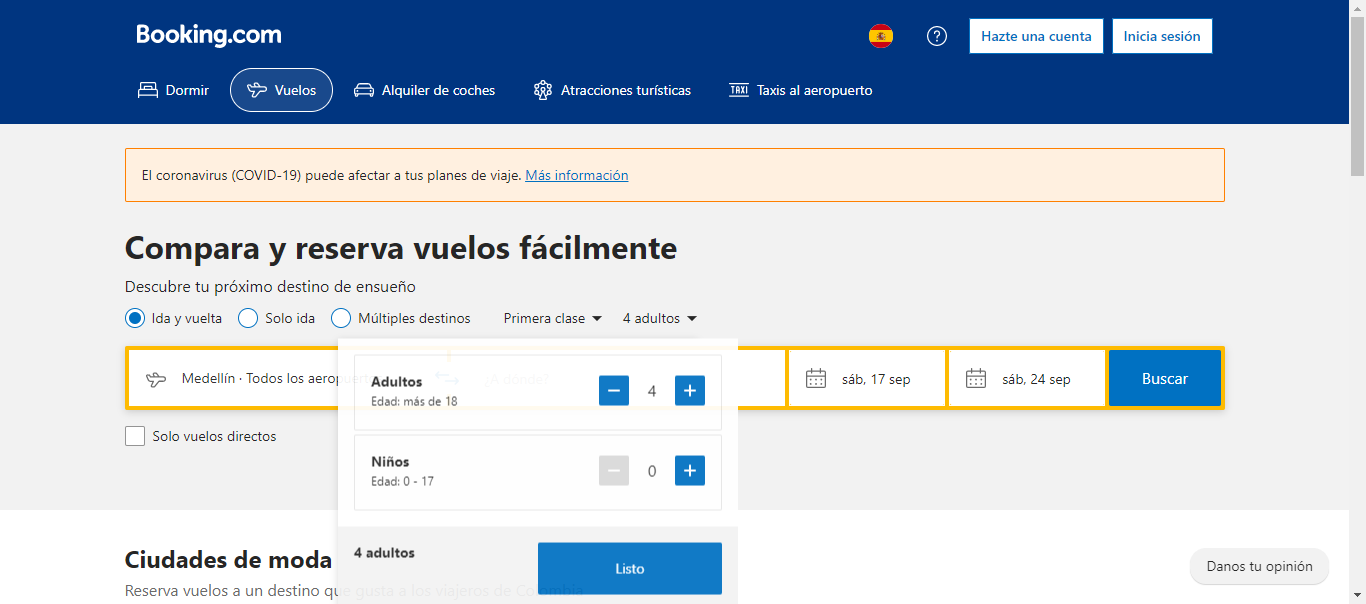 Booking.com
Hazte una cuenta
Inicia sesión
Dormir
Vuelos
Alquiler de coches
Atracciones turísticas
TAXI
Taxis al aeropuerto
El coronavirus (COVID-19) puede afectar a tus planes de viaje. Más información
Compara y reserva vuelos fácilmente
Descubre tu próximo destino de ensueño
Ida y vuelta
Solo ida
Múltiples destinos
Primera clase
4 adultos
Medellín · Todos los aeropuertos
¿A dónde?
sáb, 17 sep
sáb, 24 sep
Buscar
Adultos
Edad: más de 18
4
Solo vuelos directos
Niños
Edad: 0 - 17
0
4 adultos
Listo
Ciudades de moda
Reserva vuelos a un destino que gusta a los viajeros de Colombia
Danos tu opinión